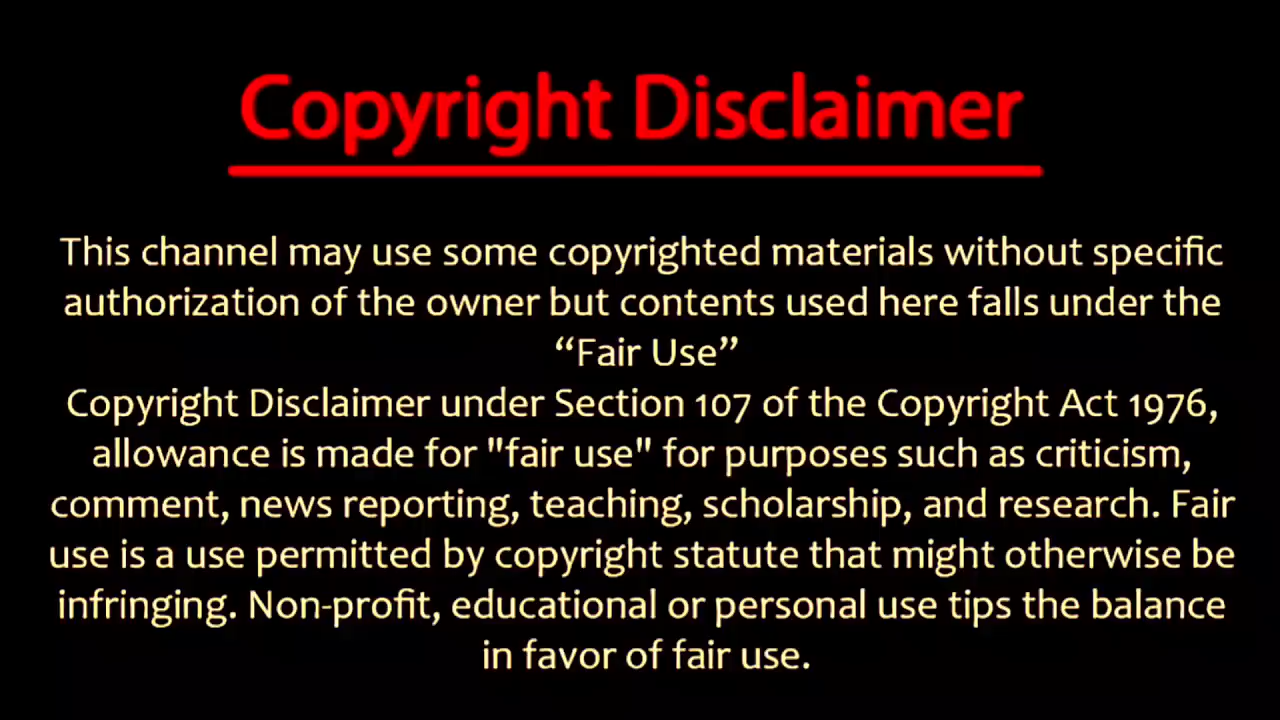 Copyright Disclaimer
This channel may use some copyrighted materials without specific
authorization of the owner but contents used here falls under the
“Fair Use”
Copyright Disclaimer under Section 107 of the Copyright Act 1976,
allowance is made for "fair use" for purposes such as criticism,
comment, news reporting, teaching, scholarship, and research. Fair
use is a use permitted by copyright statute that might otherwise be
infringing. Non-profit, educational or personal use tips the balance
in favor of fair use.